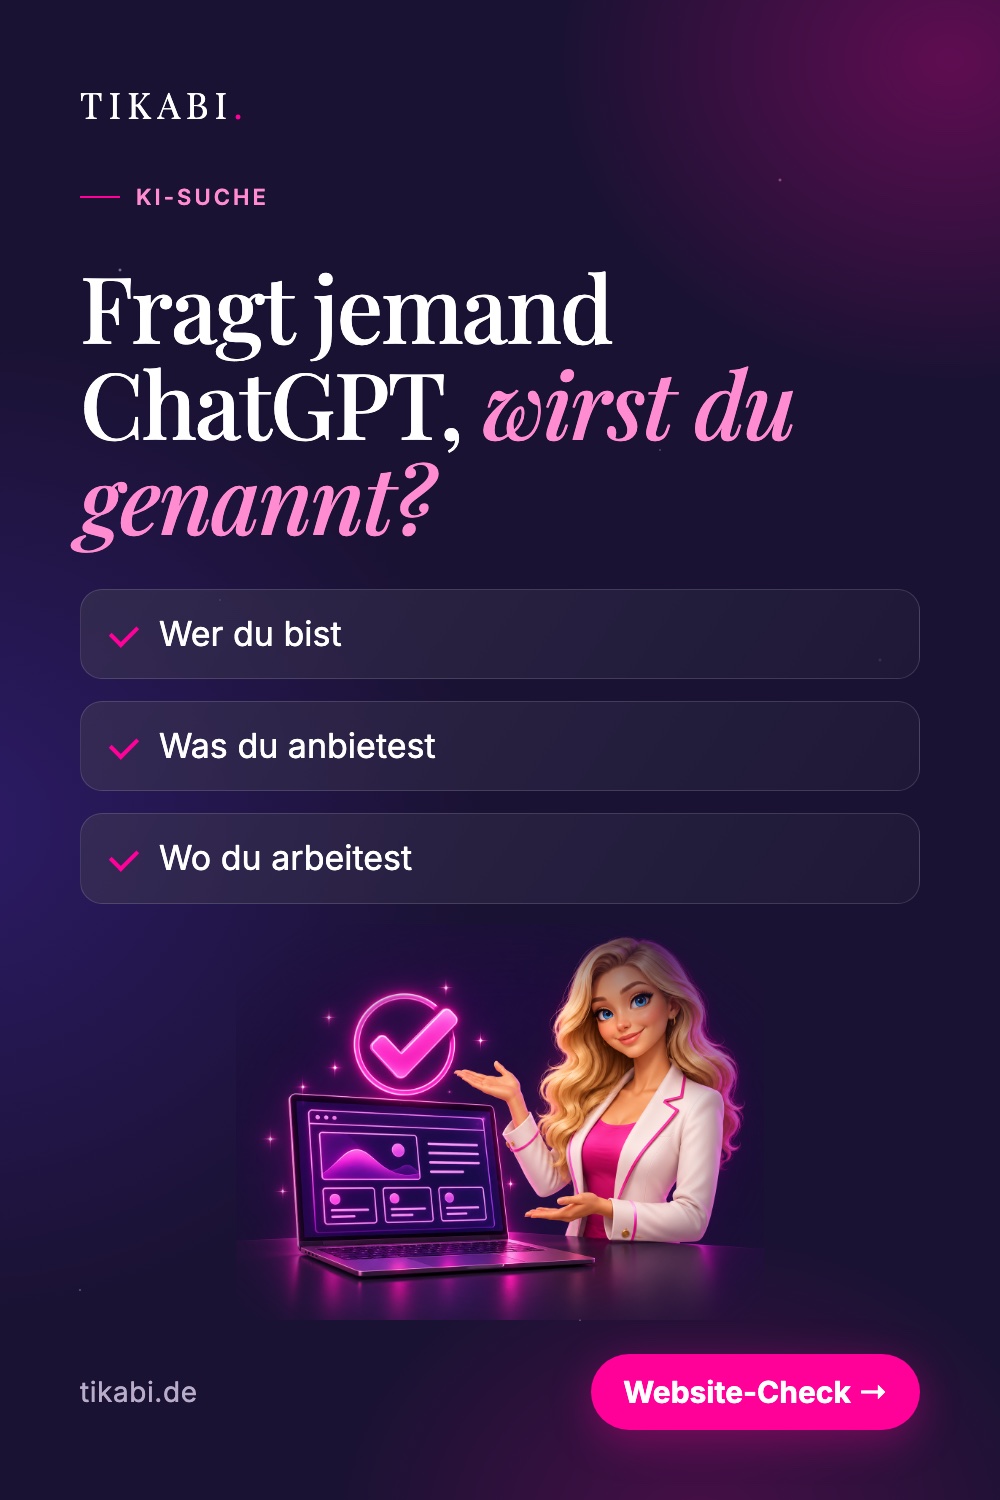 TIKABI.
KI-SUCHE
Fragt jemand
ChatGPT, wirst du
genannt?
Wer du bist
Was du anbietest
Wo du arbeitest
tikabi.de
Website-Check →